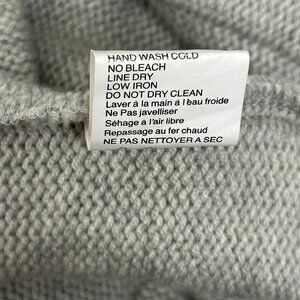 HAND WASH COLD
NO BLEACH
LINE DRY
LOW IRON
DO NOT DRY CLEAN
Laver à la main á l eau froide
Ne Pas javelliser
Séhage à l'air libre
Repassage au fer chaud
NE PAS NETTOYER A SEC